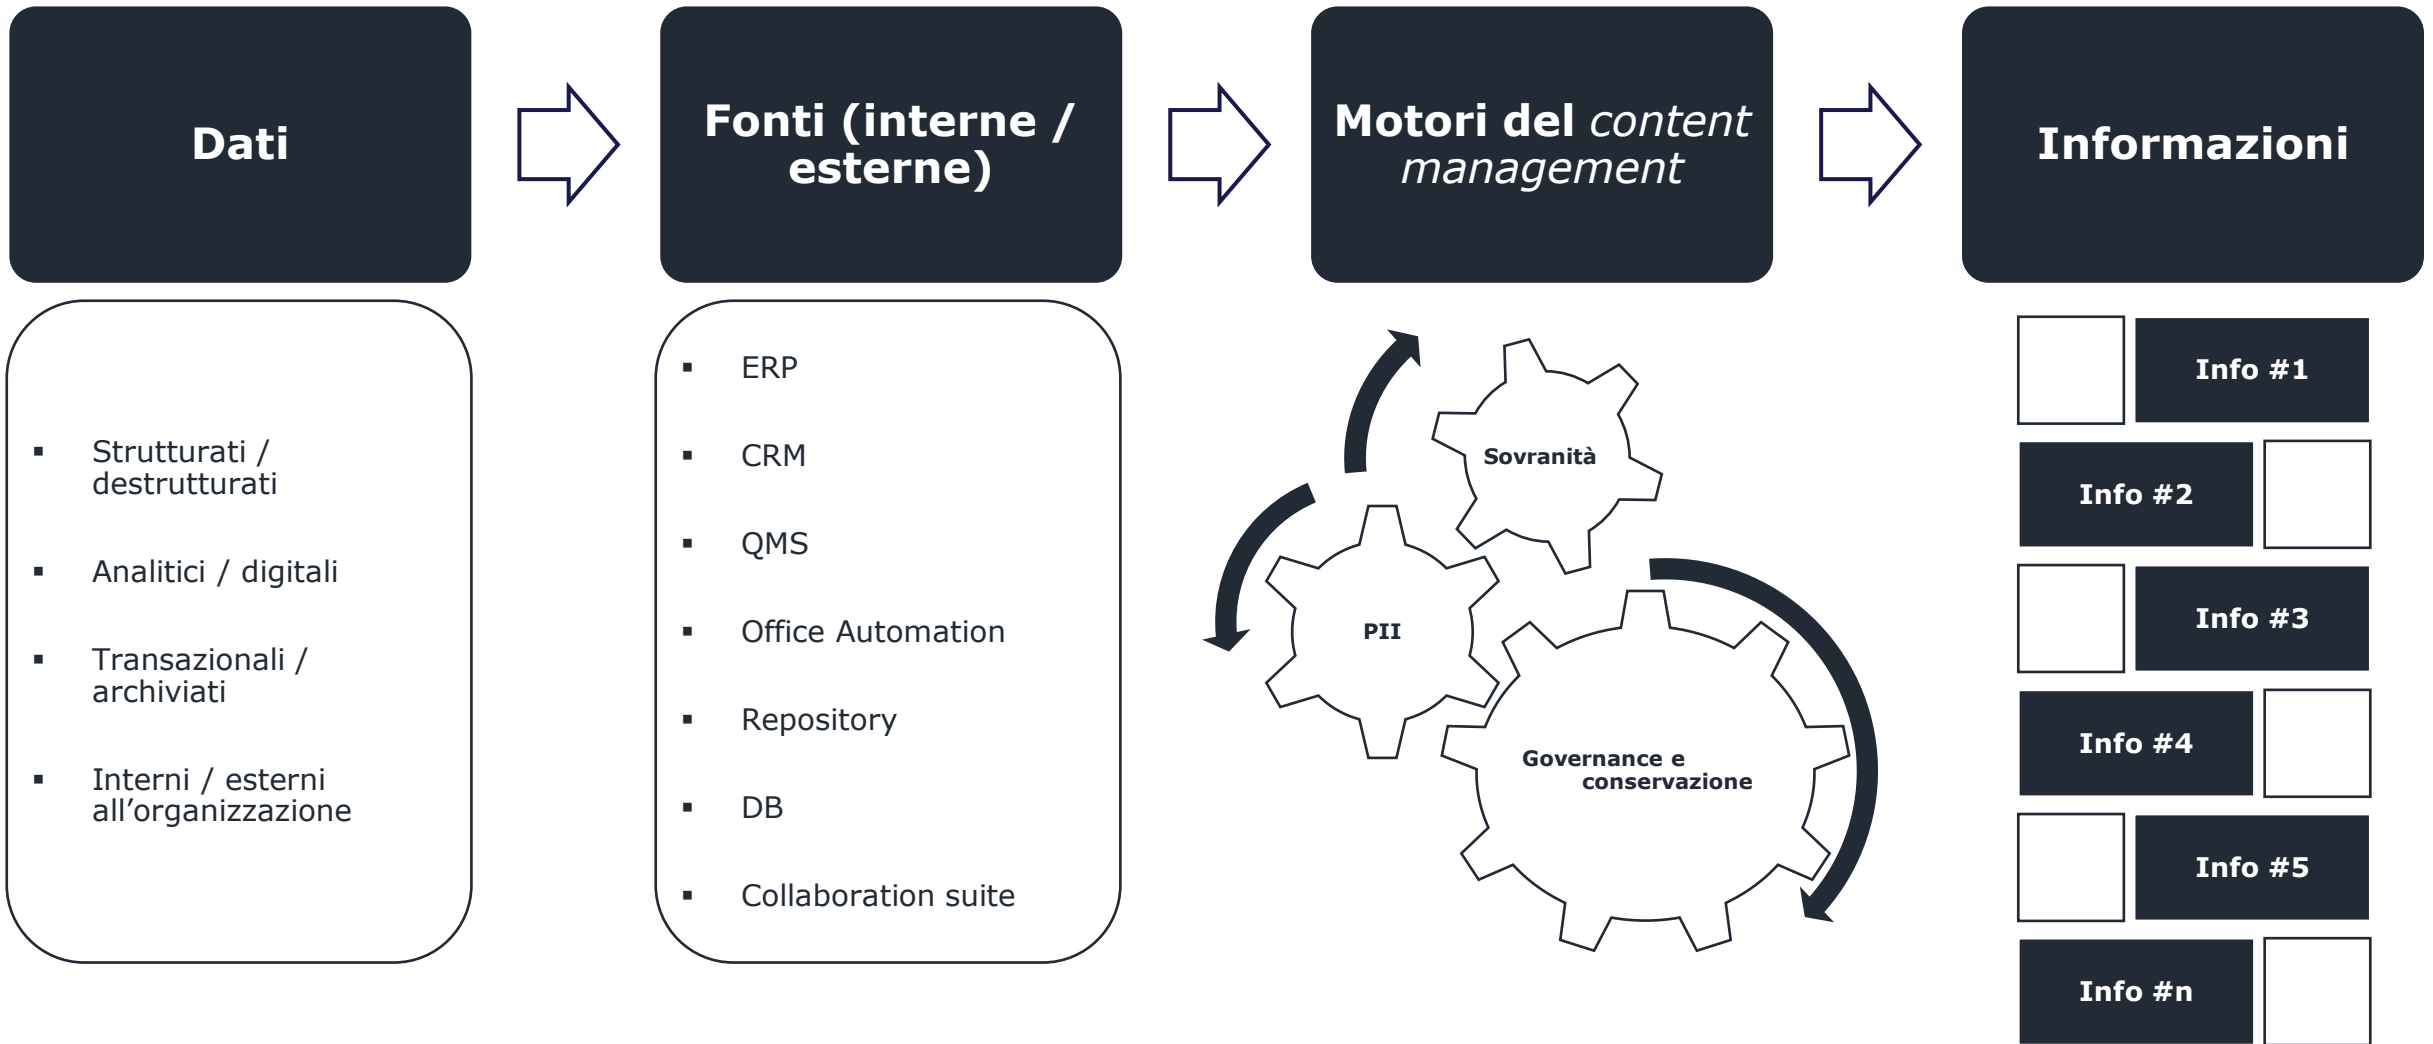 Dati
Fonti (interne /
esterne)
Motori del content
management
Informazioni
▪ Strutturati /
destrutturati
▪ Analitici / digitali
▪ Transazionali /
archiviati
▪ Interni / esterni
all’organizzazione
▪ ERP
▪ CRM
▪ QMS
▪ Office Automation
▪ Repository
▪ DB
▪ Collaboration suite
Sovranità
PII
Governance e
conservazione
Info #1
Info #2
Info #3
Info #4
Info #5
Info #n